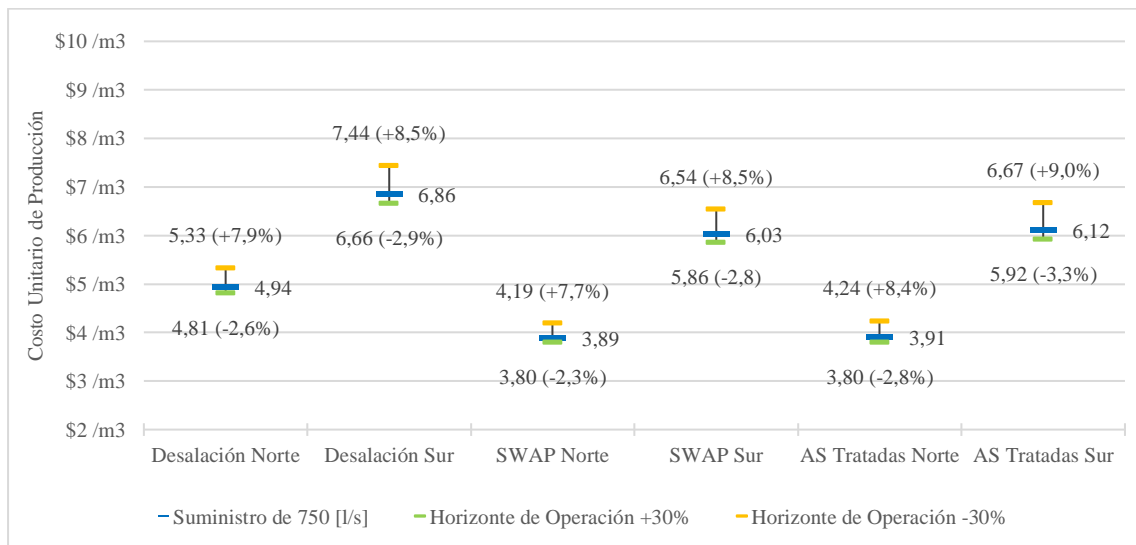 $10 /m3
$9 /m3
$8 /m3
$7 /m3
$6 /m3
$5 /m3
$4 /m3
$3 /m3
$2 /m3
Costo Unitario de Producción
5,33 (+7,9%)
4,94
4,81 (-2,6%)
7,44 (+8,5%)
6,86
6,66 (-2,9%)
4,19 (+7,7%)
3,89
3,80 (-2,3%)
6,54 (+8,5%)
6,03
5,86 (-2,8)
4,24 (+8,4%)
3,91
3,80 (-2,8%)
6,67 (+9,0%)
6,12
5,92 (-3,3%)
Desalación Norte
Desalación Sur
SWAP Norte
SWAP Sur
AS Tratadas Norte
AS Tratadas Sur
Suministro de 750 [l/s]
Horizonte de Operación +30%
Horizonte de Operación -30%